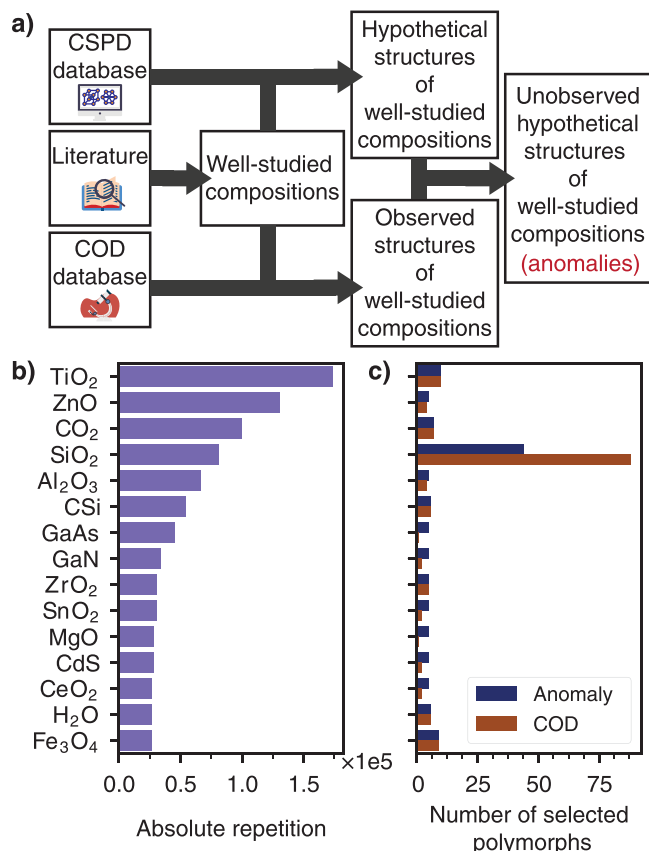 a)
CSPD
database
Literature
COD
database
Well-studied
compositions
Hypothetical
structures
of
well-studied
compositions
Observed
structures
of
well-studied
compositions
Unobserved
hypothetical
structures
of
well-studied
compositions
(anomalies)
b)
TiO₂
ZnO
CO₂
SiO₂
Al₂O₃
CSi
GaAs
GaN
ZrO₂
SnO₂
MgO
CdS
CeO₂
H₂O
Fe₃O₄
0.0 0.5 1.0 1.5
×1e5
Absolute repetition
c)
Anomaly
COD
0 25 50 75
Number of selected
polymorphs